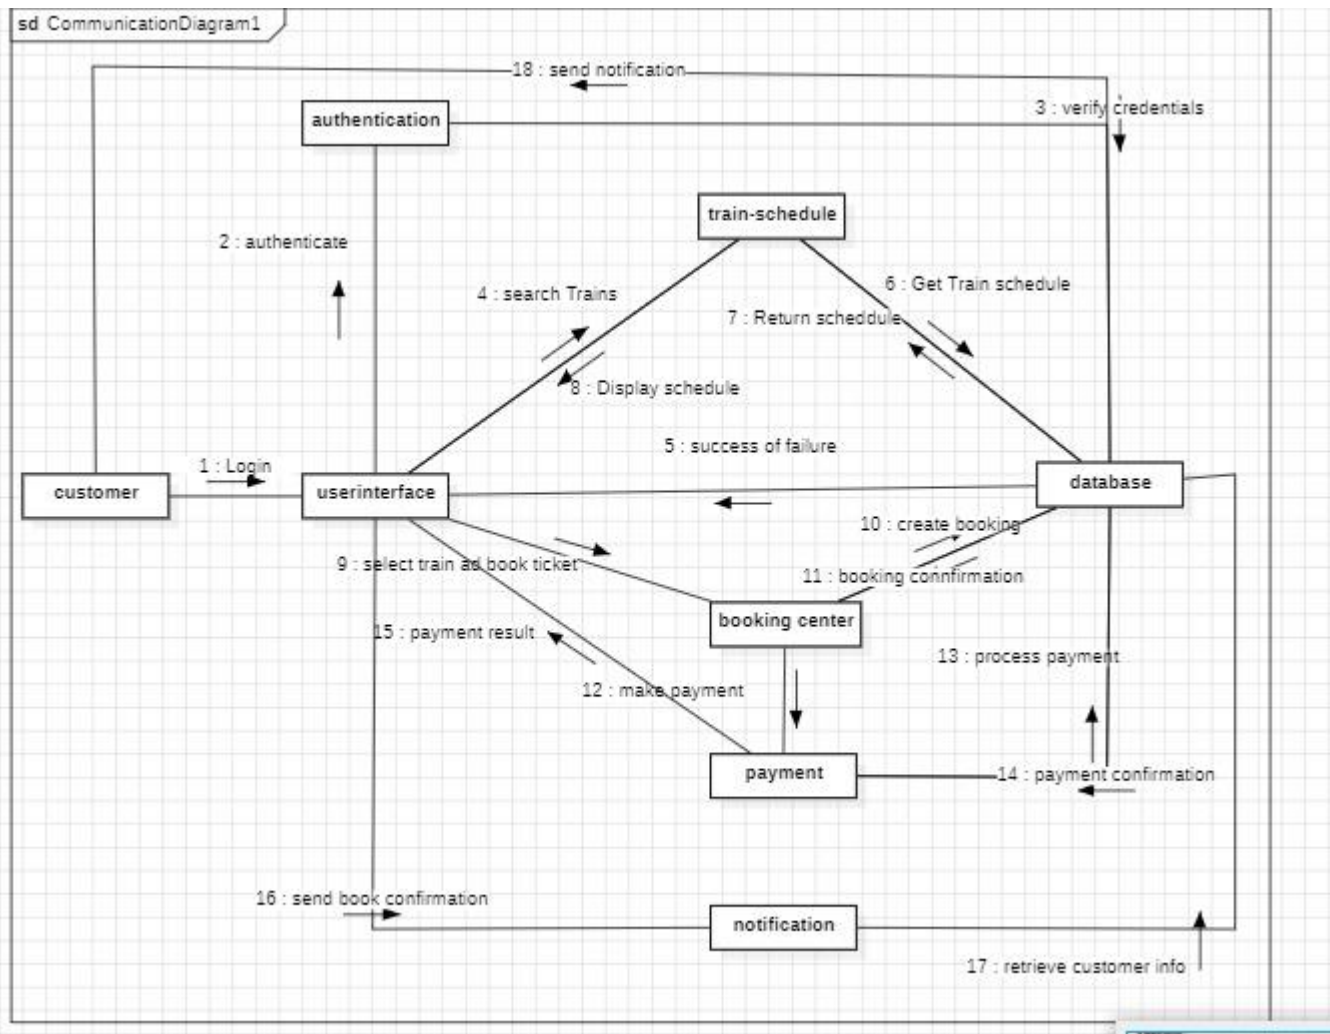 sd CommunicationDiagram1
18 : send notification
3 : verify credentials
authentication
train-schedule
2 : authenticate
6 : Get Train schedule
4 : search Trains
7 : Return scheddule
8 : Display schedule
5 : success of failure
1 : Login
customer
userinterface
database
10 : create booking
9 : select train ad book ticket
11 : booking connfirmation
booking center
15 : payment result
13 : process payment
12 : make payment
payment
14 : payment confirmation
16 : send book confirmation
notification
17 : retrieve customer info